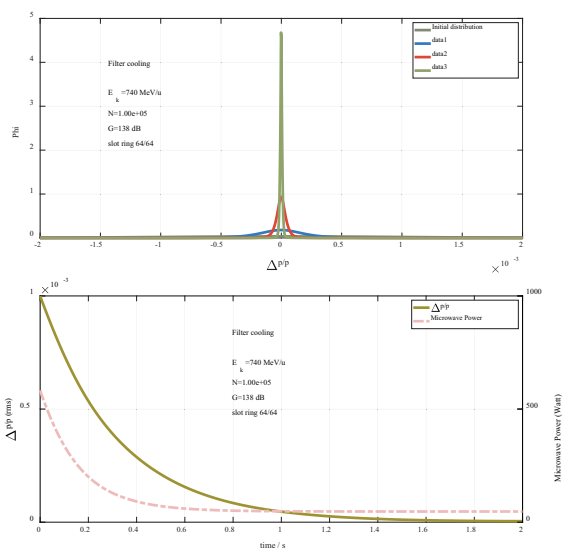 5
4
3
2
1
0
Phi
Filter cooling
E k =740 MeV/u
N=1.00e+05
G=138 dB
slot ring 64/64
Initial distribution
data1
data2
data3
-2 -1.5 -1 -0.5 0 0.5 1 1.5 2
Δp/p
×10 -3
×10 -3
1
0.5
0
Δp/p (rms)
Filter cooling
E k =740 MeV/u
N=1.00e+05
G=138 dB
slot ring 64/64
Δp/p
Microwave Power
1000
500
0
Microwave Power (Watt)
0 0.2 0.4 0.6 0.8 1 1.2 1.4 1.6 1.8 2
time / s